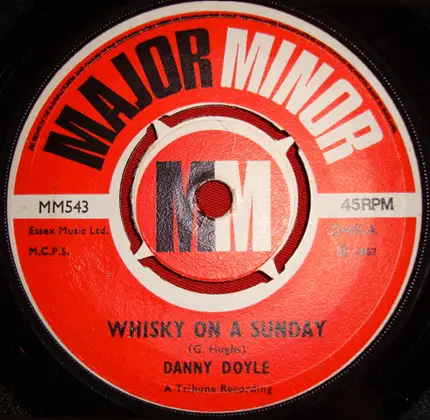 MAJOR MINOR
MM
MM543
45RPM
Essex Music Ltd.
M.C.P.S.
WHISKY ON A SUNDAY
(G. Hughs)
DANNY DOYLE
A Tribune Recording